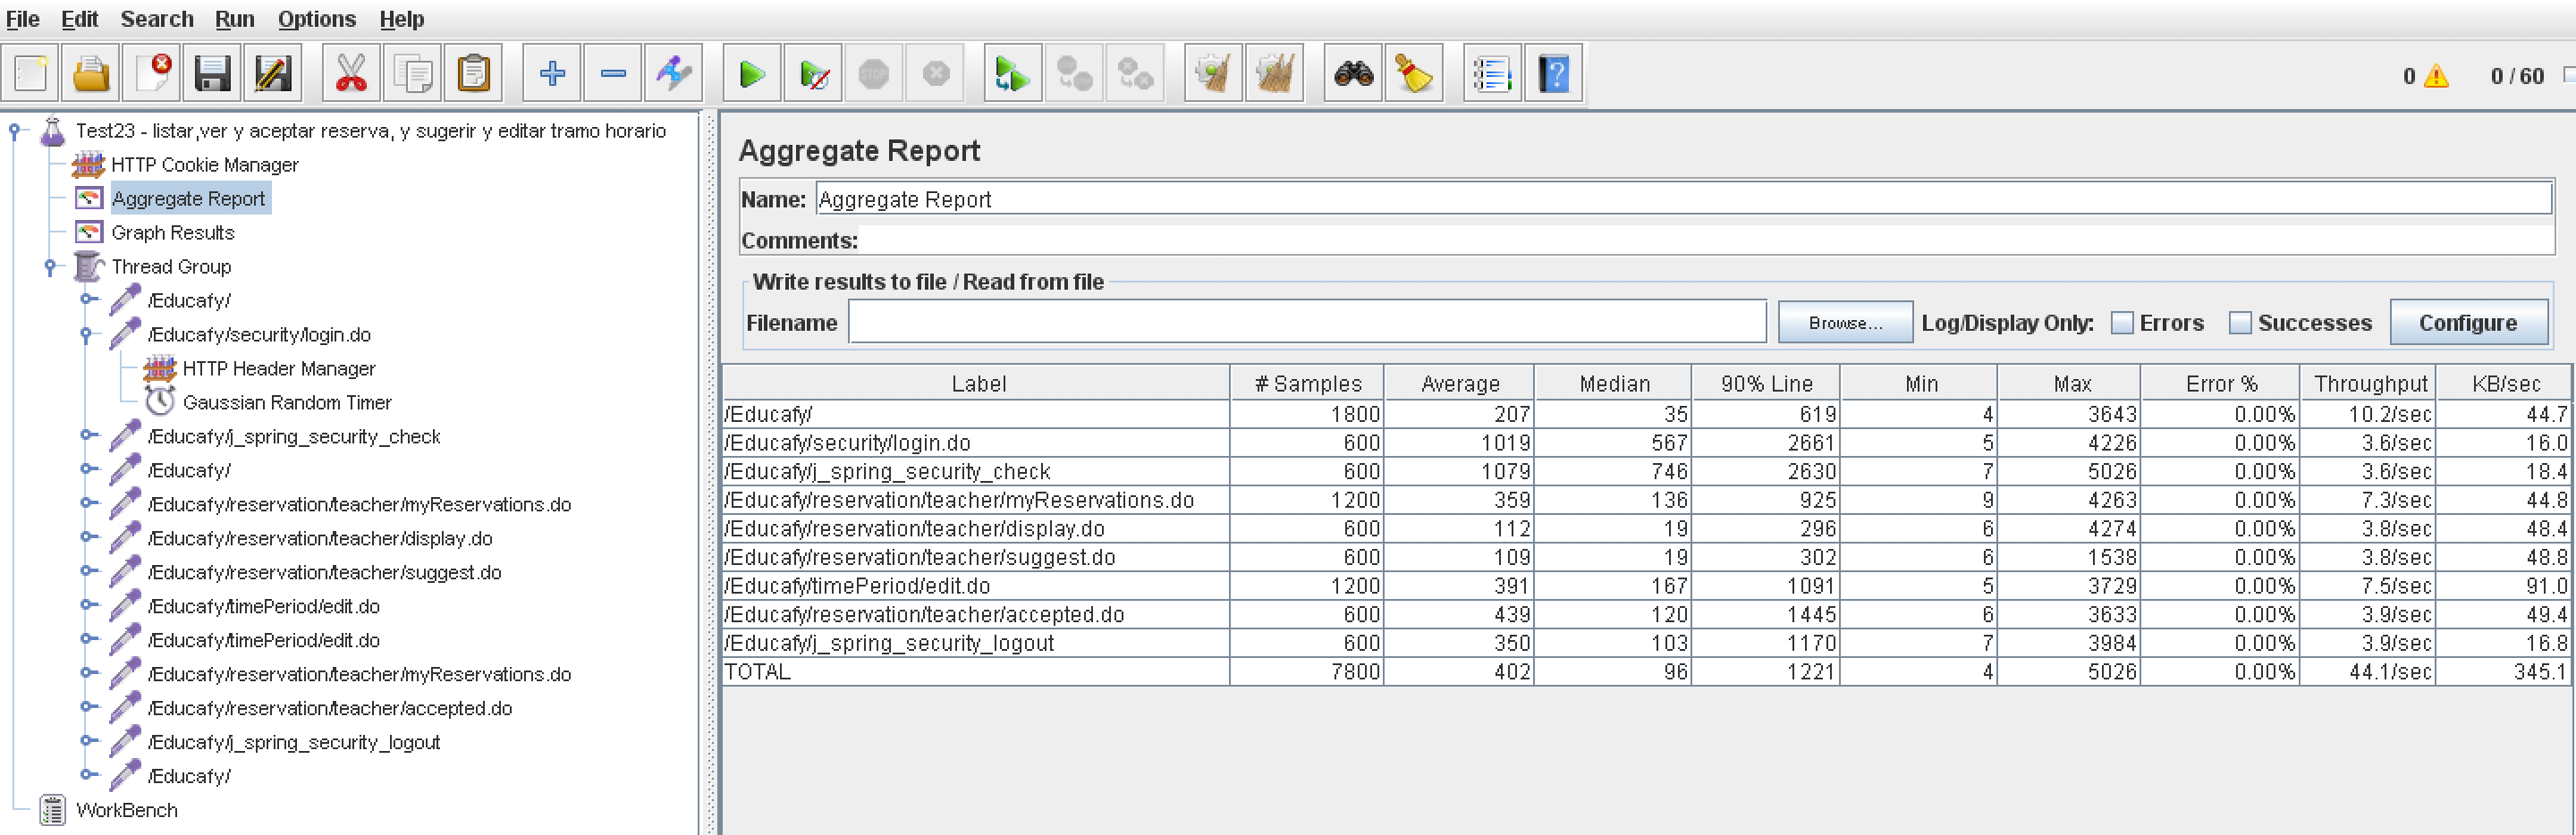 File Edit Search Run Options Help
STOP
0 0 / 60
Test23 - listar,ver y aceptar reserva, y sugerir y editar tramo horario
HTTP Cookie Manager
Aggregate Report
Graph Results
Thread Group
/Educafy/
/Educafy/security/login.do
HTTP Header Manager
Gaussian Random Timer
/Educafy/j_spring_security_check
/Educafy/
/Educafy/reservation/teacher/myReservations.do
/Educafy/reservation/teacher/display.do
/Educafy/reservation/teacher/suggest.do
/Educafy/timePeriod/edit.do
/Educafy/timePeriod/edit.do
/Educafy/reservation/teacher/myReservations.do
/Educafy/reservation/teacher/accepted.do
/Educafy/j_spring_security_logout
/Educafy/
WorkBench
Aggregate Report
Name: Aggregate Report
Comments:
Write results to file / Read from file
Filename Browse... Log/Display Only: Errors Successes Configure
Label # Samples Average Median 90% Line Min Max Error % Throughput KB/sec
/Educafy/ 1800 207 35 619 4 3643 0.00% 10.2/sec 44.7
/Educafy/security/login.do 600 1019 567 2661 5 4226 0.00% 3.6/sec 16.0
/Educafy/j_spring_security_check 600 1079 746 2630 7 5026 0.00% 3.6/sec 18.4
/Educafy/reservation/teacher/myReservations.do 1200 359 136 925 9 4263 0.00% 7.3/sec 44.8
/Educafy/reservation/teacher/display.do 600 112 19 296 6 4274 0.00% 3.8/sec 48.4
/Educafy/reservation/teacher/suggest.do 600 109 19 302 6 1538 0.00% 3.8/sec 48.8
/Educafy/timePeriod/edit.do 1200 391 167 1091 5 3729 0.00% 7.5/sec 91.0
/Educafy/reservation/teacher/accepted.do 600 439 120 1445 6 3633 0.00% 3.9/sec 49.4
/Educafy/j_spring_security_logout 600 350 103 1170 7 3984 0.00% 3.9/sec 16.8
TOTAL 7800 402 96 1221 4 5026 0.00% 44.1/sec 345.1